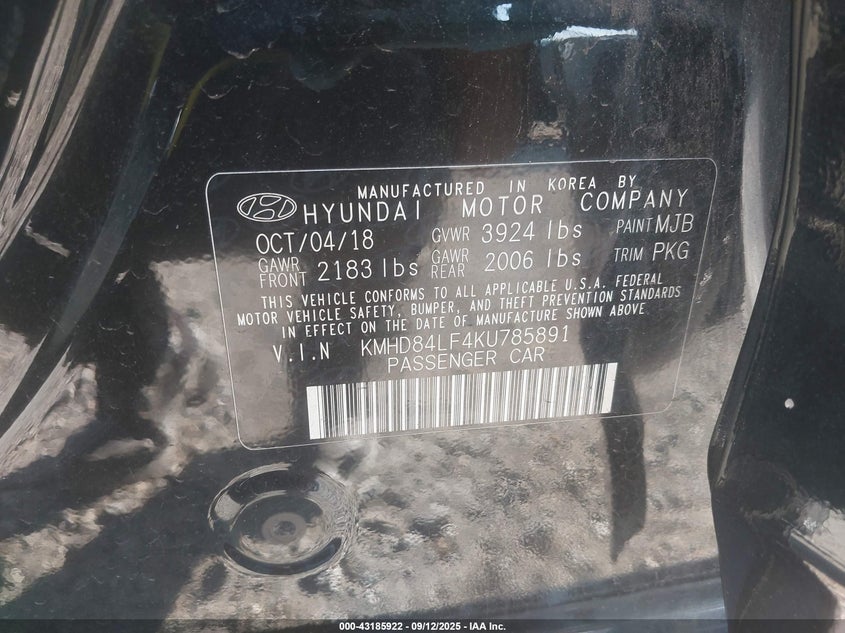 MANUFACTURED IN KOREA BY
HYUNDAI MOTOR COMPANY
OCT/04/18 GVWR 3924 lbs PAINT MJB
GAWR FRONT 2183 lbs GAWR REAR 2006 lbs TRIM PKG
THIS VEHICLE CONFORMS TO ALL APPLICABLE U.S.A. FEDERAL
MOTOR VEHICLE SAFETY, BUMPER, AND THEFT PREVENTION STANDARDS
IN EFFECT ON THE DATE OF MANUFACTURE SHOWN ABOVE
V.I.N KMHD84LF4KU785891
PASSENGER CAR
000-43185922 - 09/12/2025 - IAA Inc.